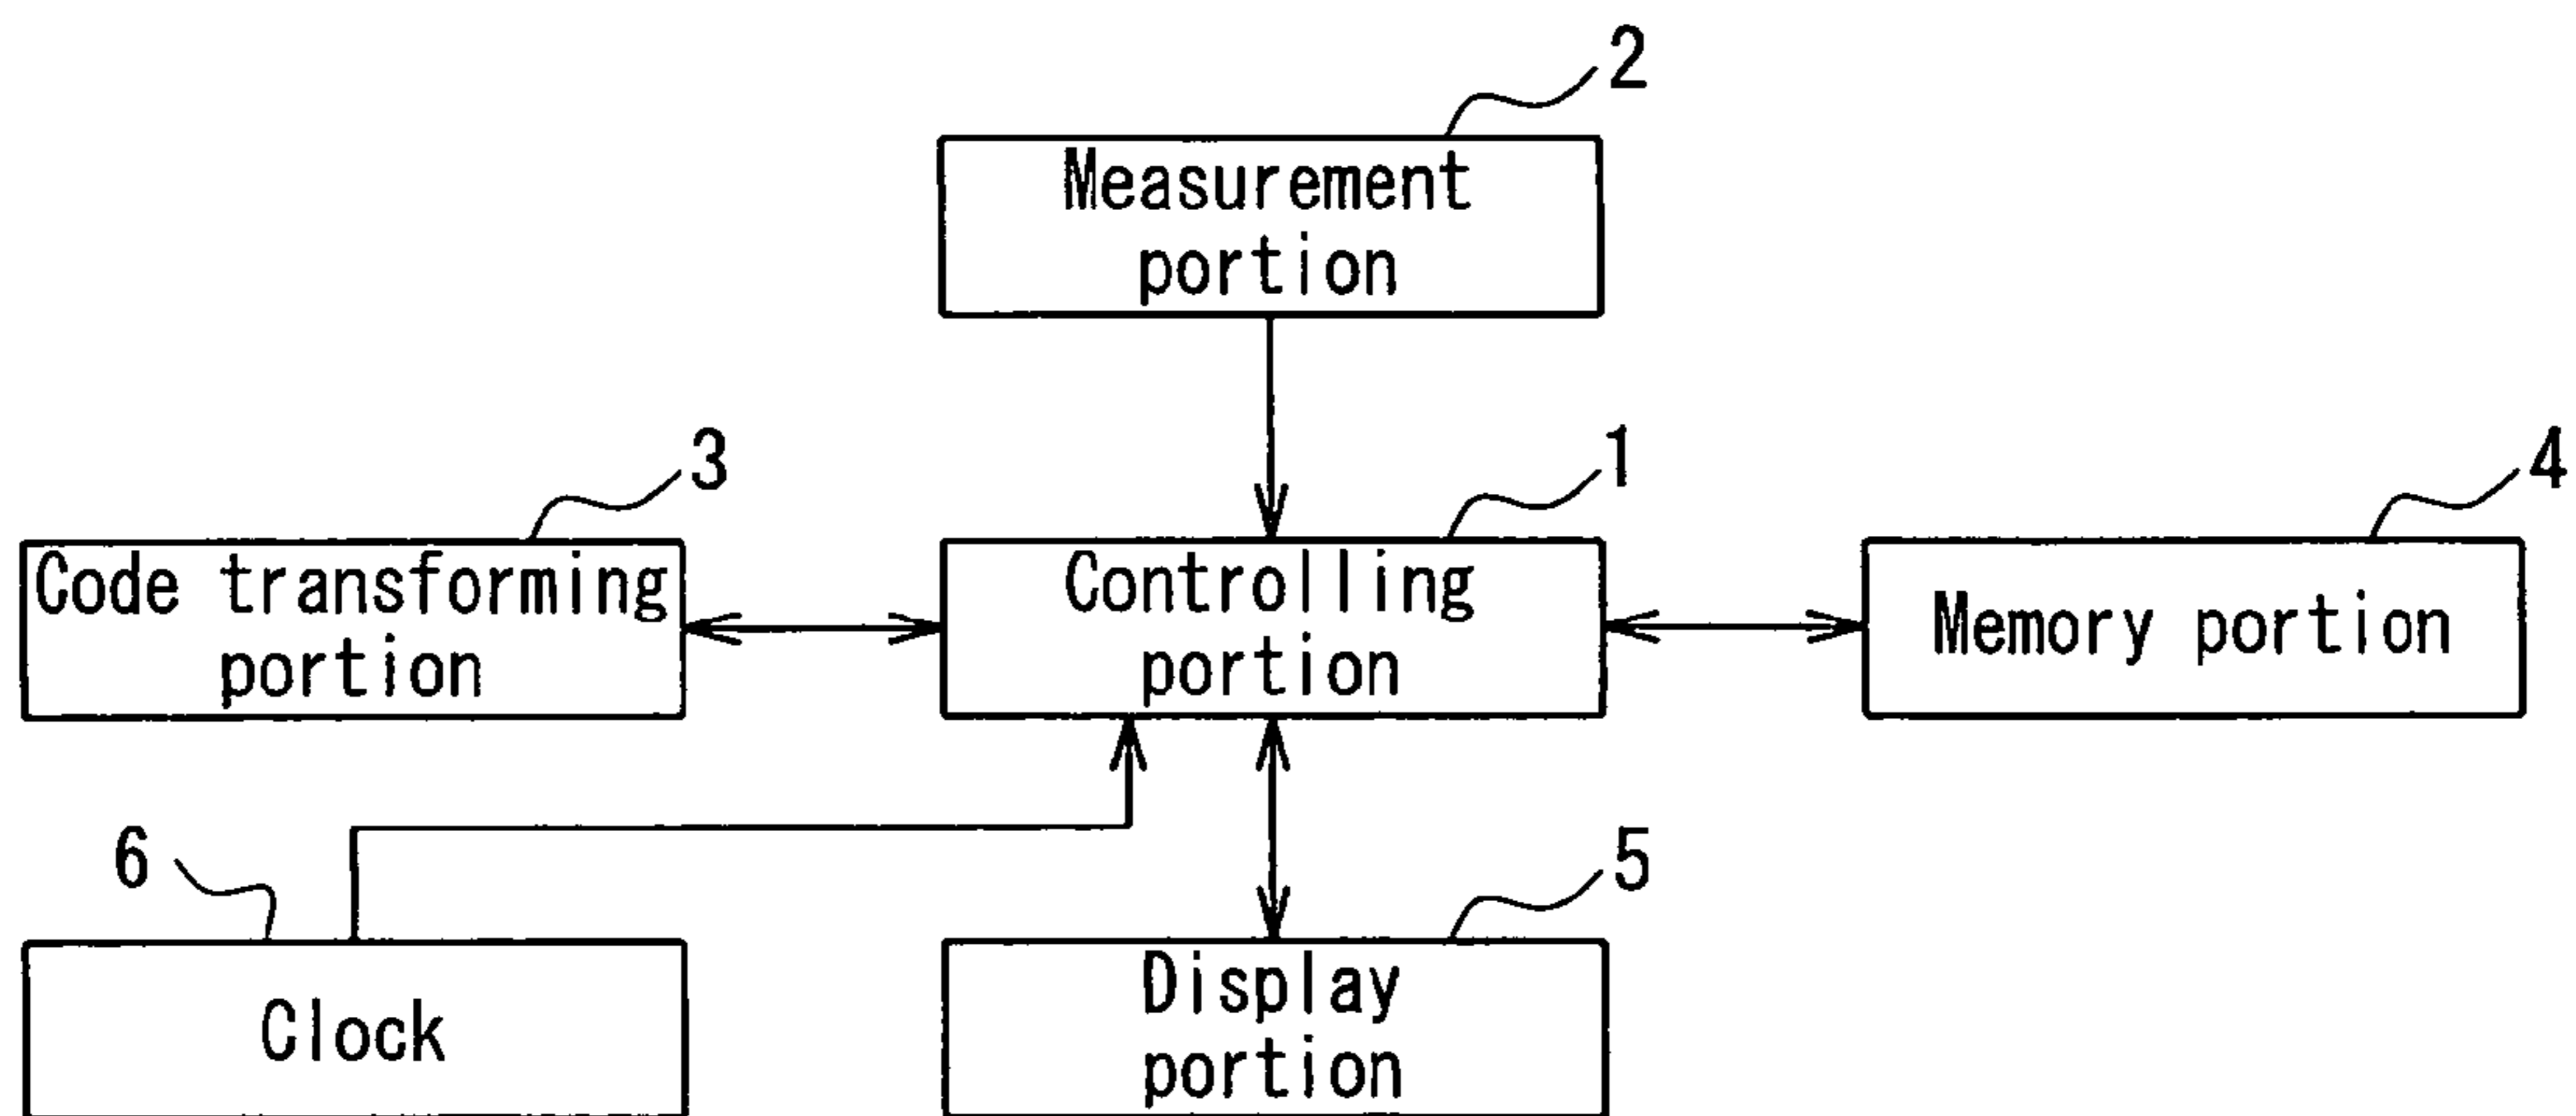 2
Measurement
portion
3
1
4
Code transforming
portion
Controlling
portion
Memory portion
6
5
Clock
Display
portion